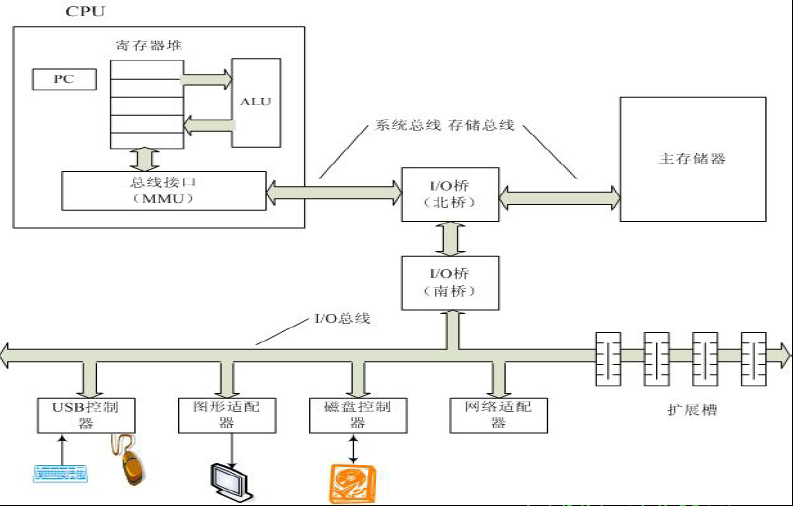 CPU
寄存器堆
PC
ALU
系统总线 存储总线
主存储器
总线接口
（MMU）
I/O桥
（北桥）
I/O桥
（南桥）
I/O总线
USB控制
器
图形适配
器
磁盘控制
器
网络适配
器
扩展槽